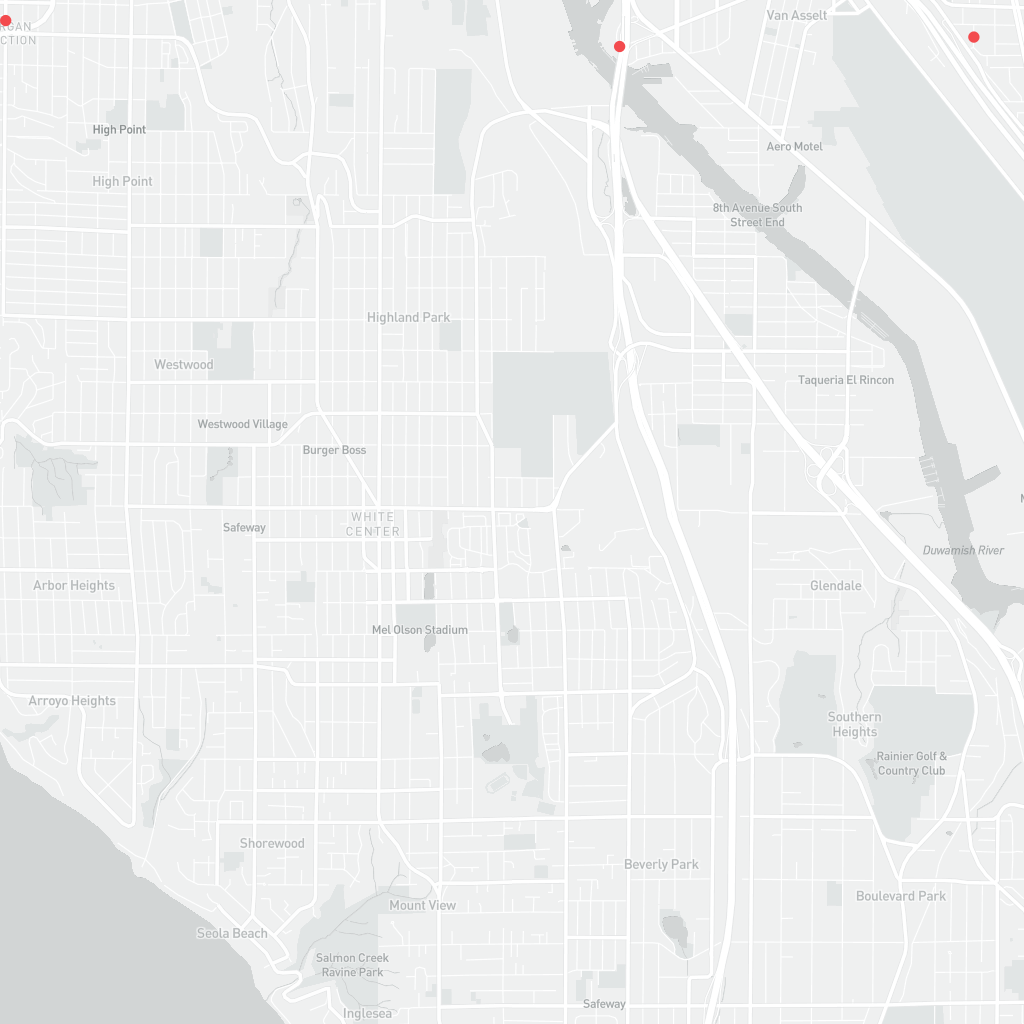 Van Asselt
RGAN
CTION
High Point
Aero Motel
High Point
8th Avenue South
Street End
Highland Park
Westwood
Taqueria El Rincon
Westwood Village
Burger Boss
WHITE
CENTER
Safeway
Duwamish River
Arbor Heights
Glendale
Mel Olson Stadium
Arroyo Heights
Southern
Heights
Rainier Golf &
Country Club
Shorewood
Beverly Park
Boulevard Park
Mount View
Seola Beach
Salmon Creek
Ravine Park
Safeway
Inglesea